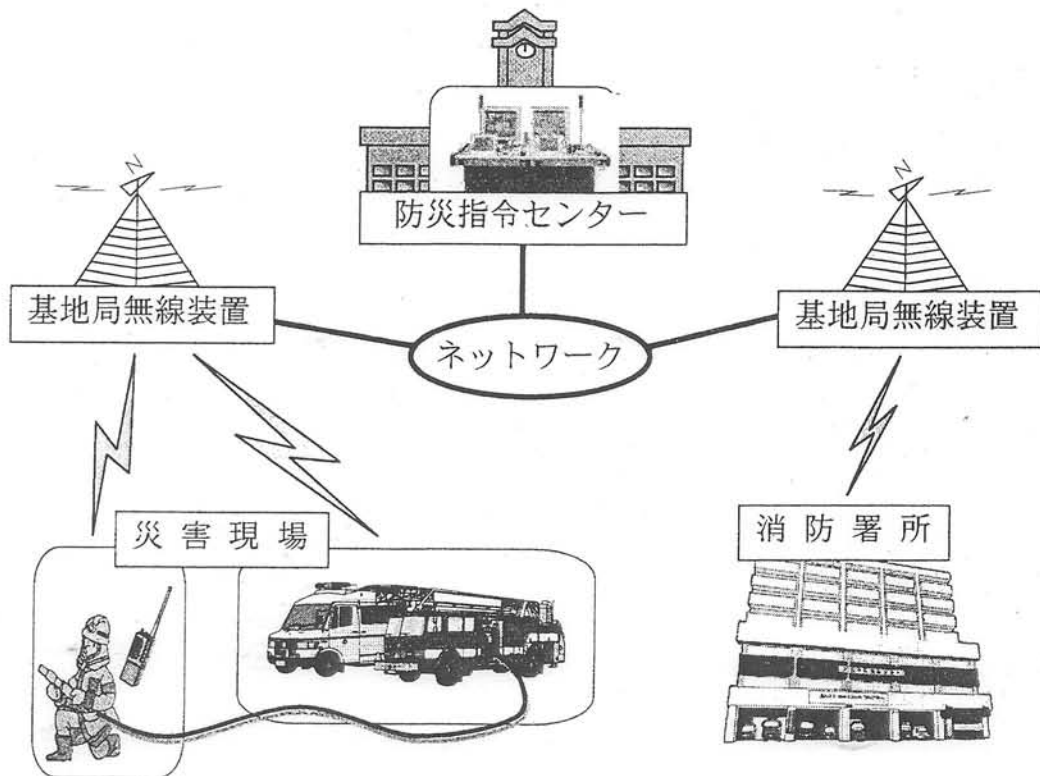 防災指令センター
基地局無線装置
基地局無線装置
ネットワーク
災害現場
消防署所